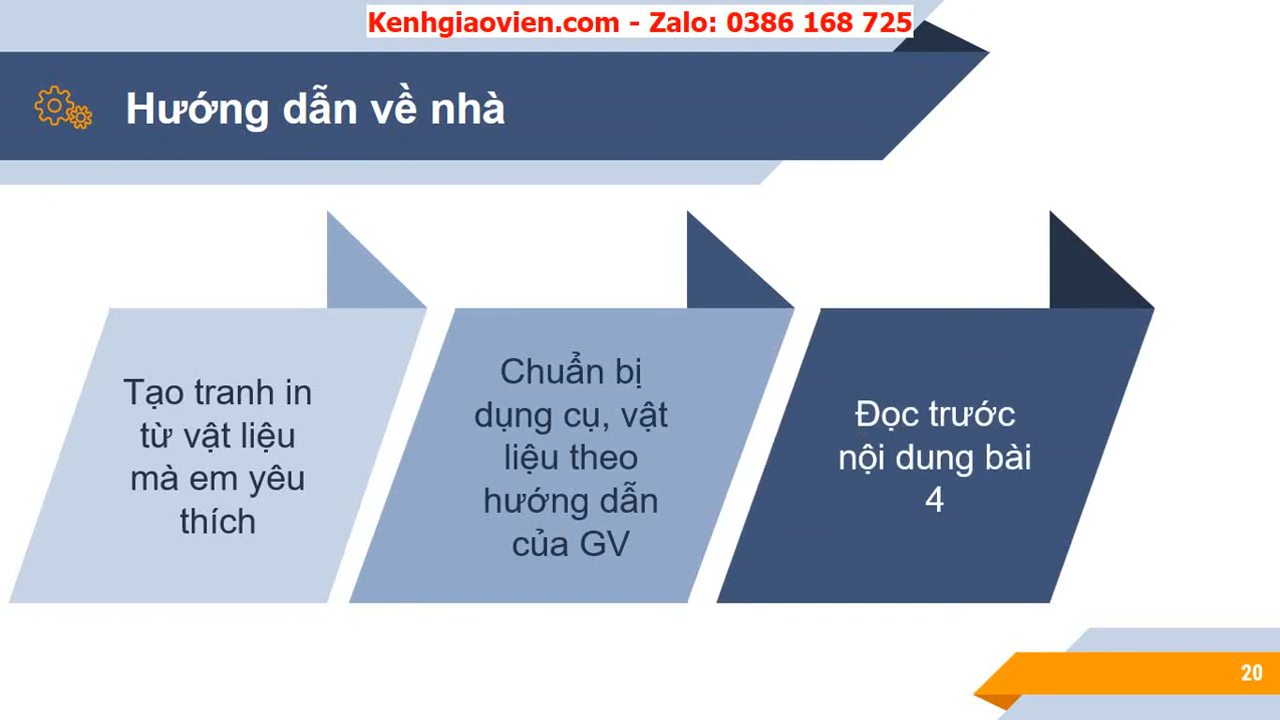 Kenhgiaovien.com - Zalo: 0386 168 725
Hướng dẫn về nhà
Tạo tranh in
từ vật liệu
mà em yêu
thích
Chuẩn bị
dụng cụ, vật
liệu theo
hướng dẫn
của GV
Đọc trước
nội dung bài
4
20